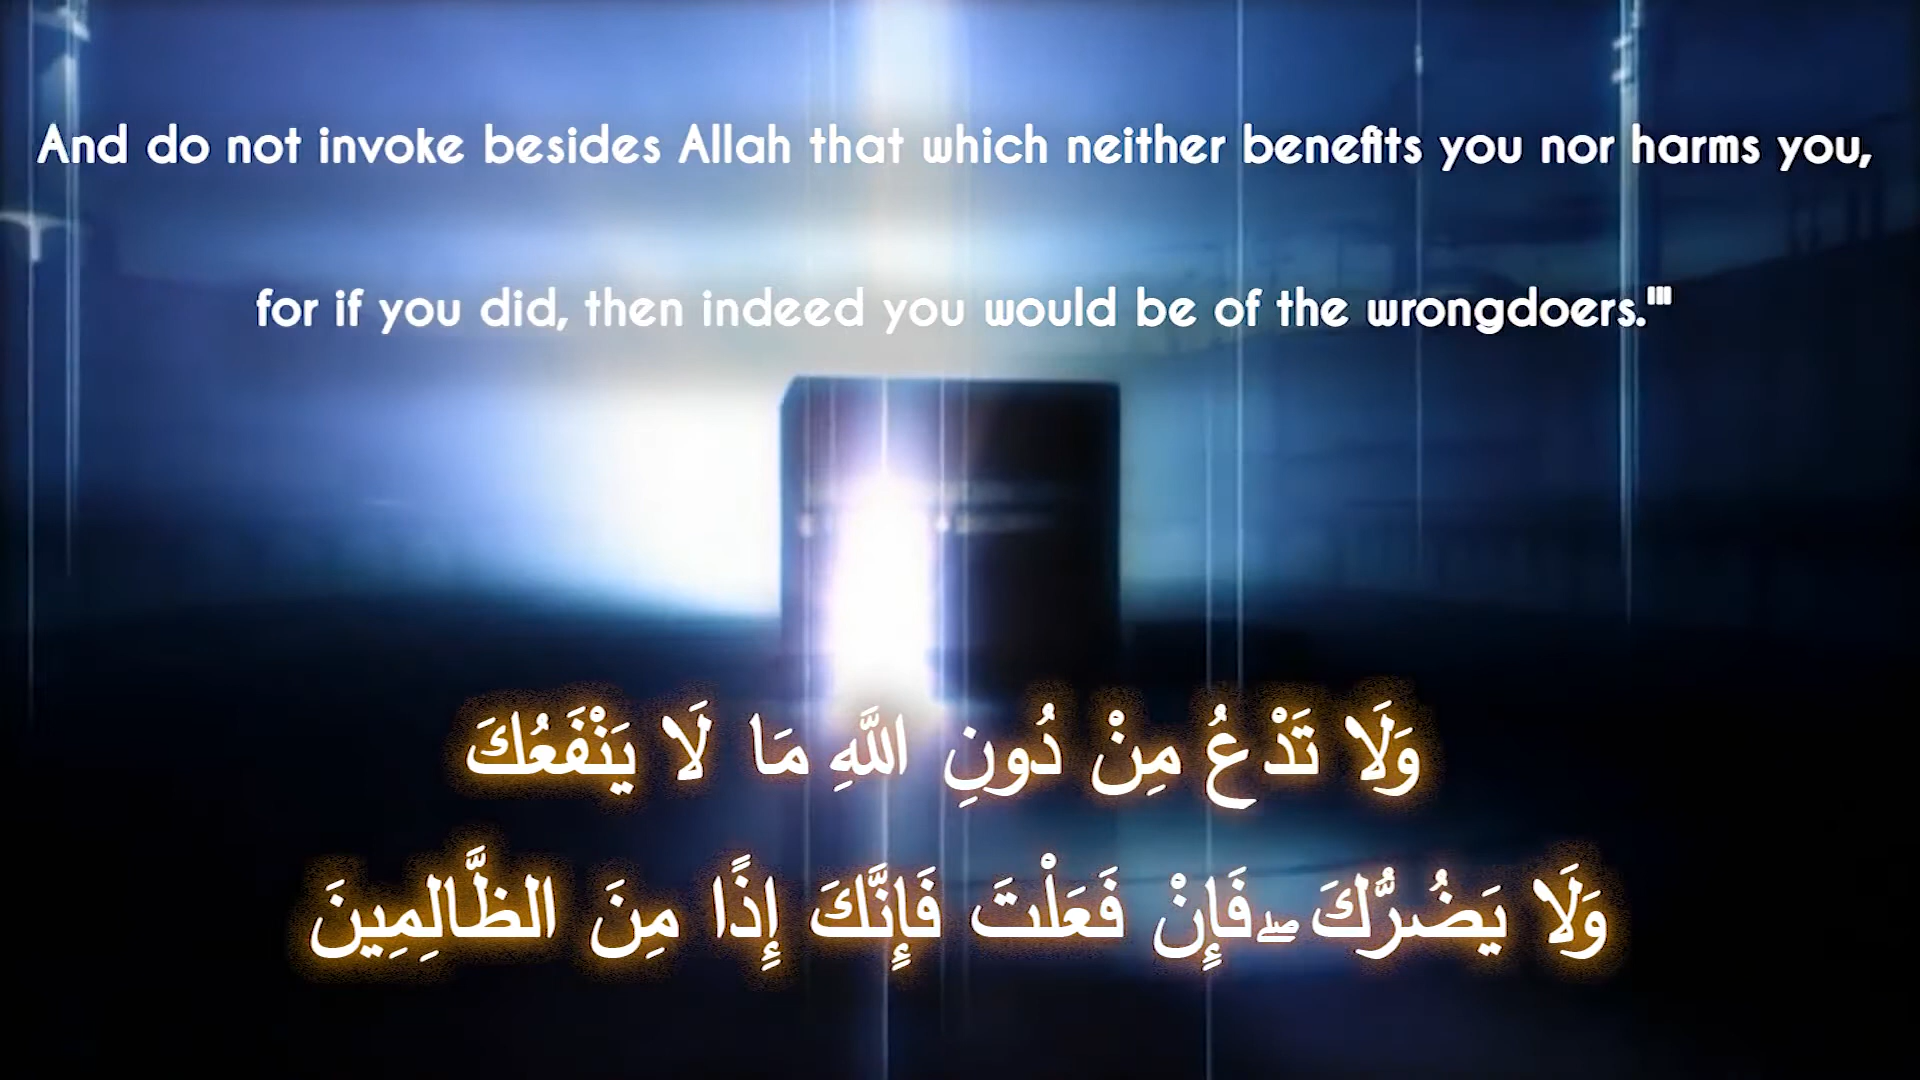 And do not invoke besides Allah that which neither benefits you nor harms you,
for if you did, then indeed you would be of the wrongdoers.'"
وَلَا تَدْعُ مِنْ دُونِ اللَّهِ مَا لَا يَنْفَعُكَ
وَلَا يَضُرُّكَ ۖ فَإِنْ فَعَلْتَ فَإِنَّكَ إِذًا مِنَ الظَّالِمِينَ